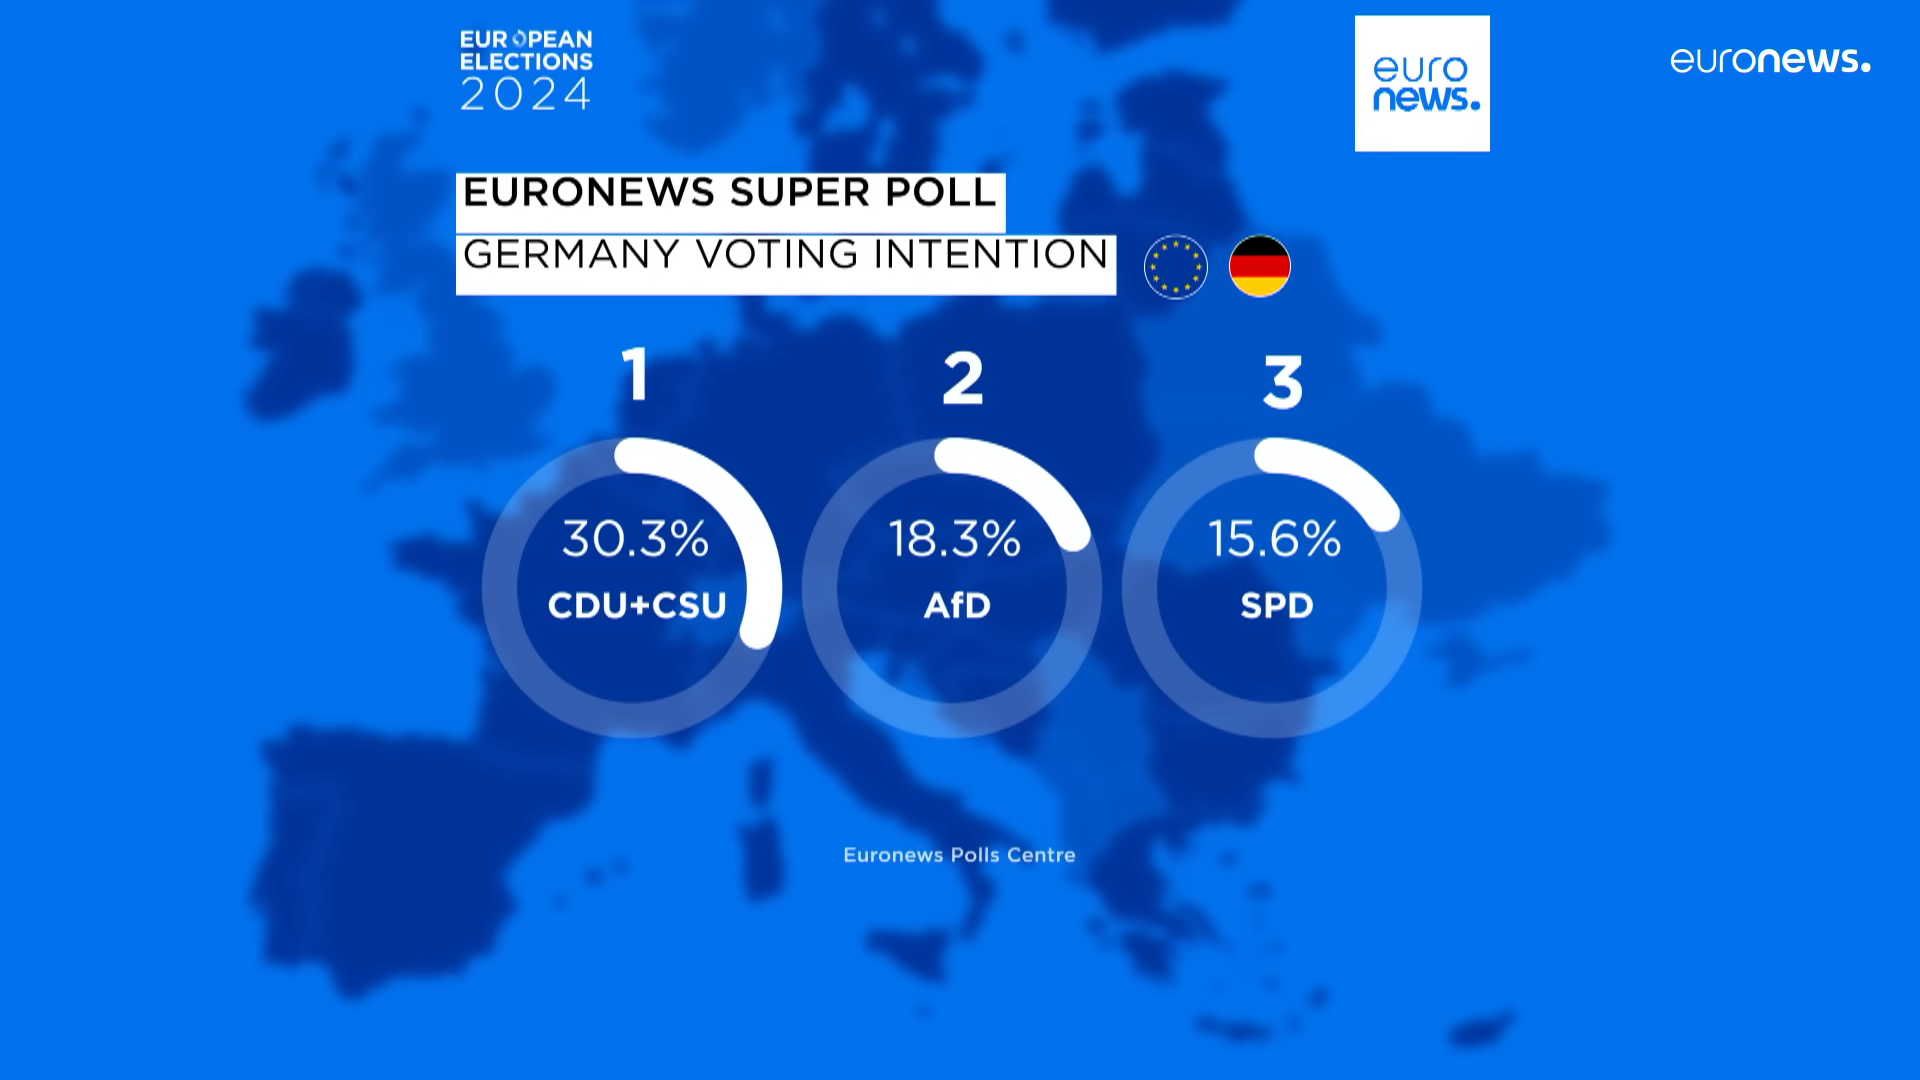 EUROPEAN
ELECTIONS
2024
euro
news.
euronews.
EURONEWS SUPER POLL
GERMANY VOTING INTENTION
1
2
3
30.3%
18.3%
15.6%
CDU+CSU
AfD
SPD
Euronews Polls Centre